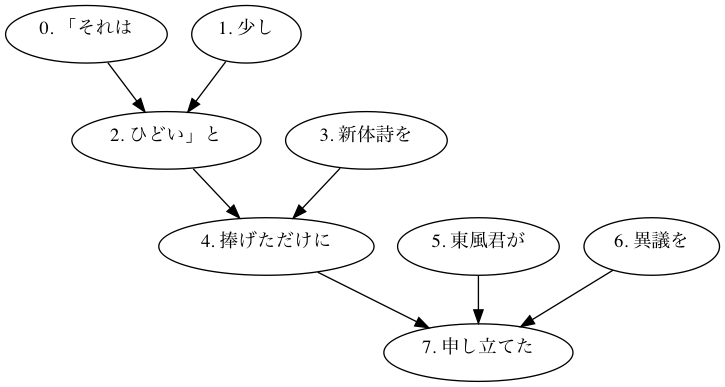 0. 「それは
1. 少し
2. ひどい」と
3. 新体詩を
4. 捧げただけに
5. 東風君が
6. 異議を
7. 申し立てた